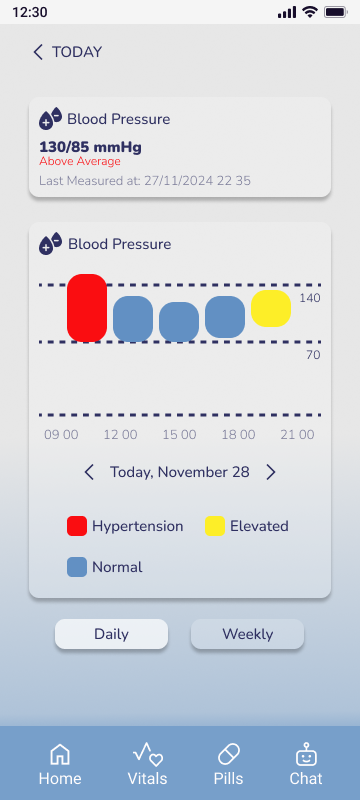 12:30
TODAY
Blood Pressure
130/85 mmHg
Above Average
Last Measured at: 27/11/2024 22 35
Blood Pressure
140
70
09 00 12 00 15 00 18 00 21 00
Today, November 28
Hypertension Elevated
Normal
Daily Weekly
Home Vitals Pills Chat